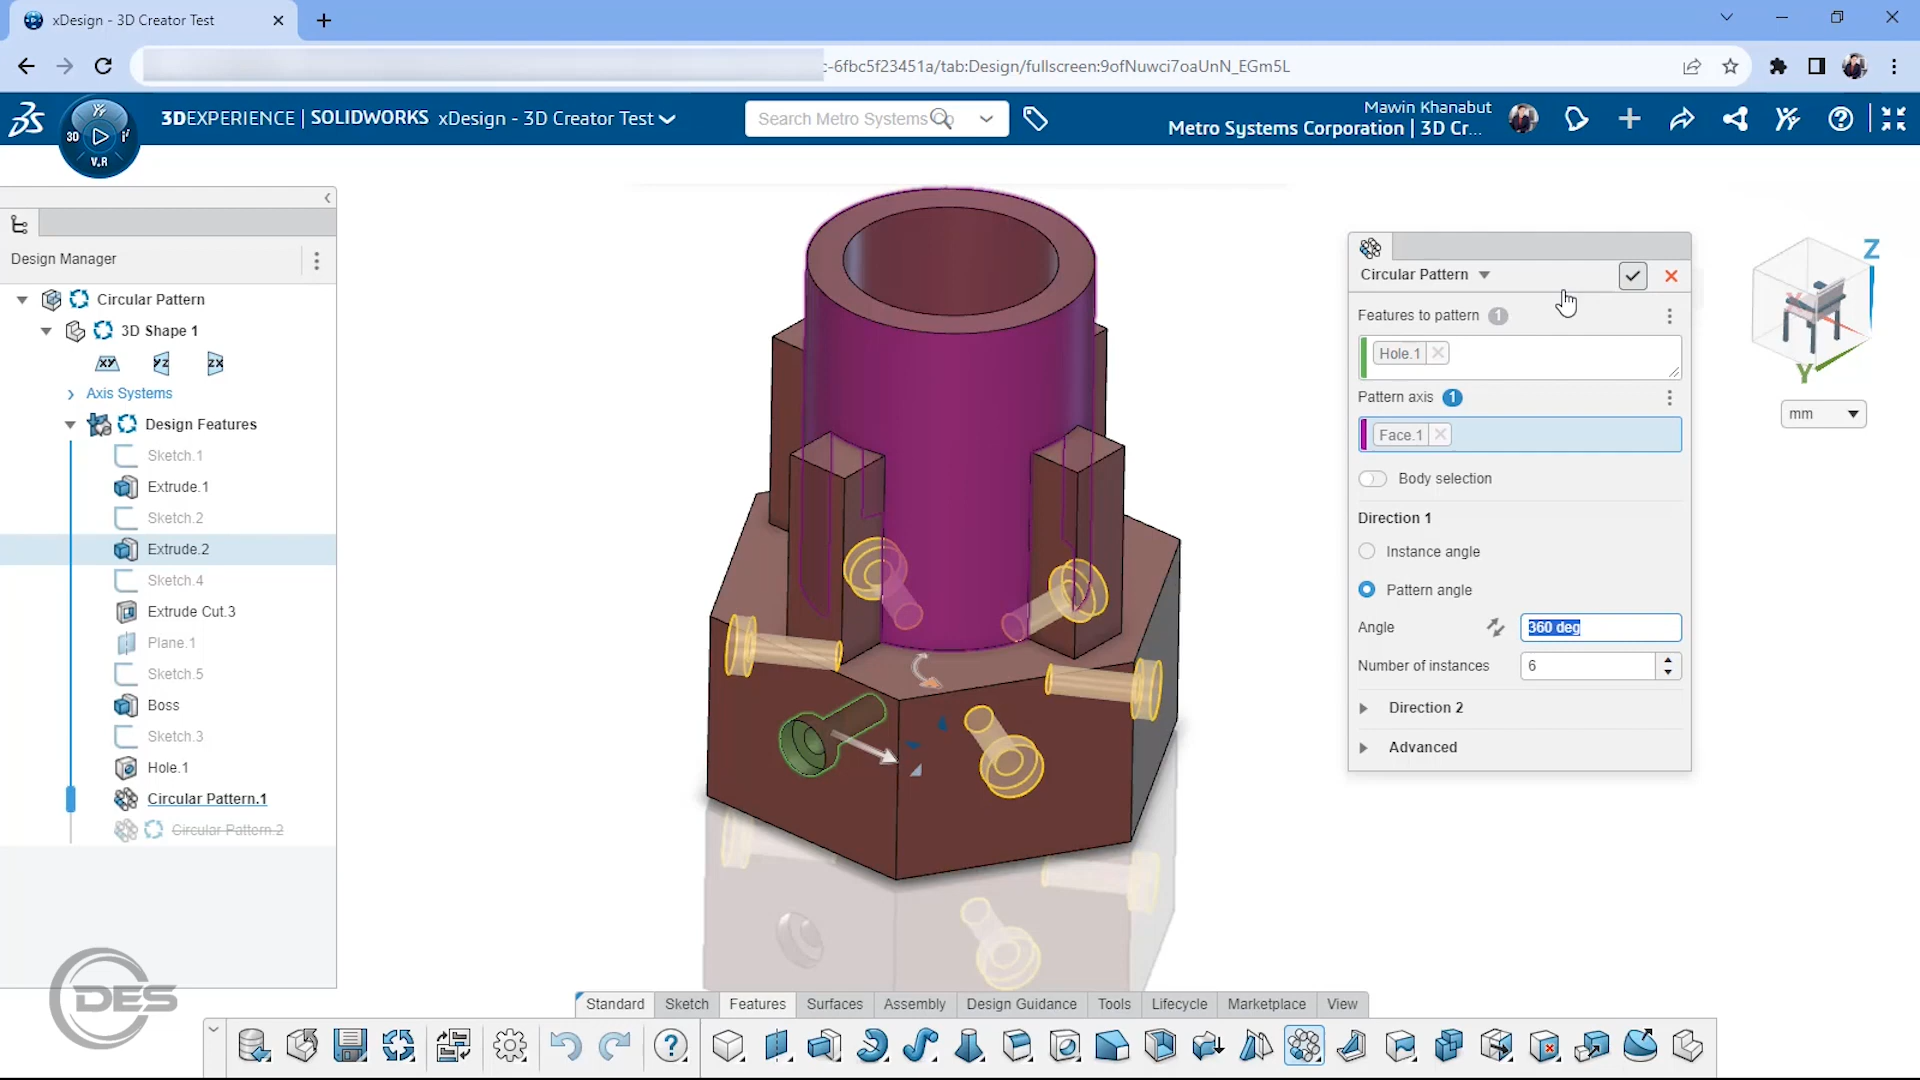 xDesign - 3D Creator Test
:-6fbc5f23451a/tab:Design/fullscreen:9ofNuwci7oaUnN_EGm5L
3DEXPERIENCE | SOLIDWORKS xDesign - 3D Creator Test
3D
V.R
Search Metro Systems
Mawin Khanabut
Metro Systems Corporation | 3D Cr...
Design Manager
Circular Pattern
3D Shape 1
XY YZ ZX
Axis Systems
Design Features
Sketch.1
Extrude.1
Sketch.2
Extrude.2
Sketch.4
Extrude Cut.3
Plane.1
Sketch.5
Boss
Sketch.3
Hole.1
Circular Pattern.1
Circular Pattern.2
Circular Pattern
Features to pattern 1
Hole.1
Pattern axis 1
Face.1
Body selection
Direction 1
Instance angle
Pattern angle
Angle 360 deg
Number of instances 6
Direction 2
Advanced
Z
X
Y
mm
DES
Standard Sketch Features Surfaces Assembly Design Guidance Tools Lifecycle Marketplace View